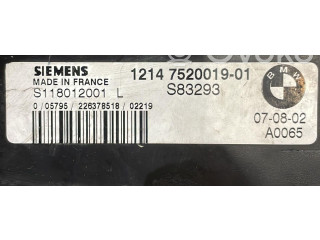 SIEMENS
MADE IN FRANCE
1214 7520019-01
S118012001 L
S83293
0 / 05795 / 226378518 / 02219
BMW
07-08-02
A0065